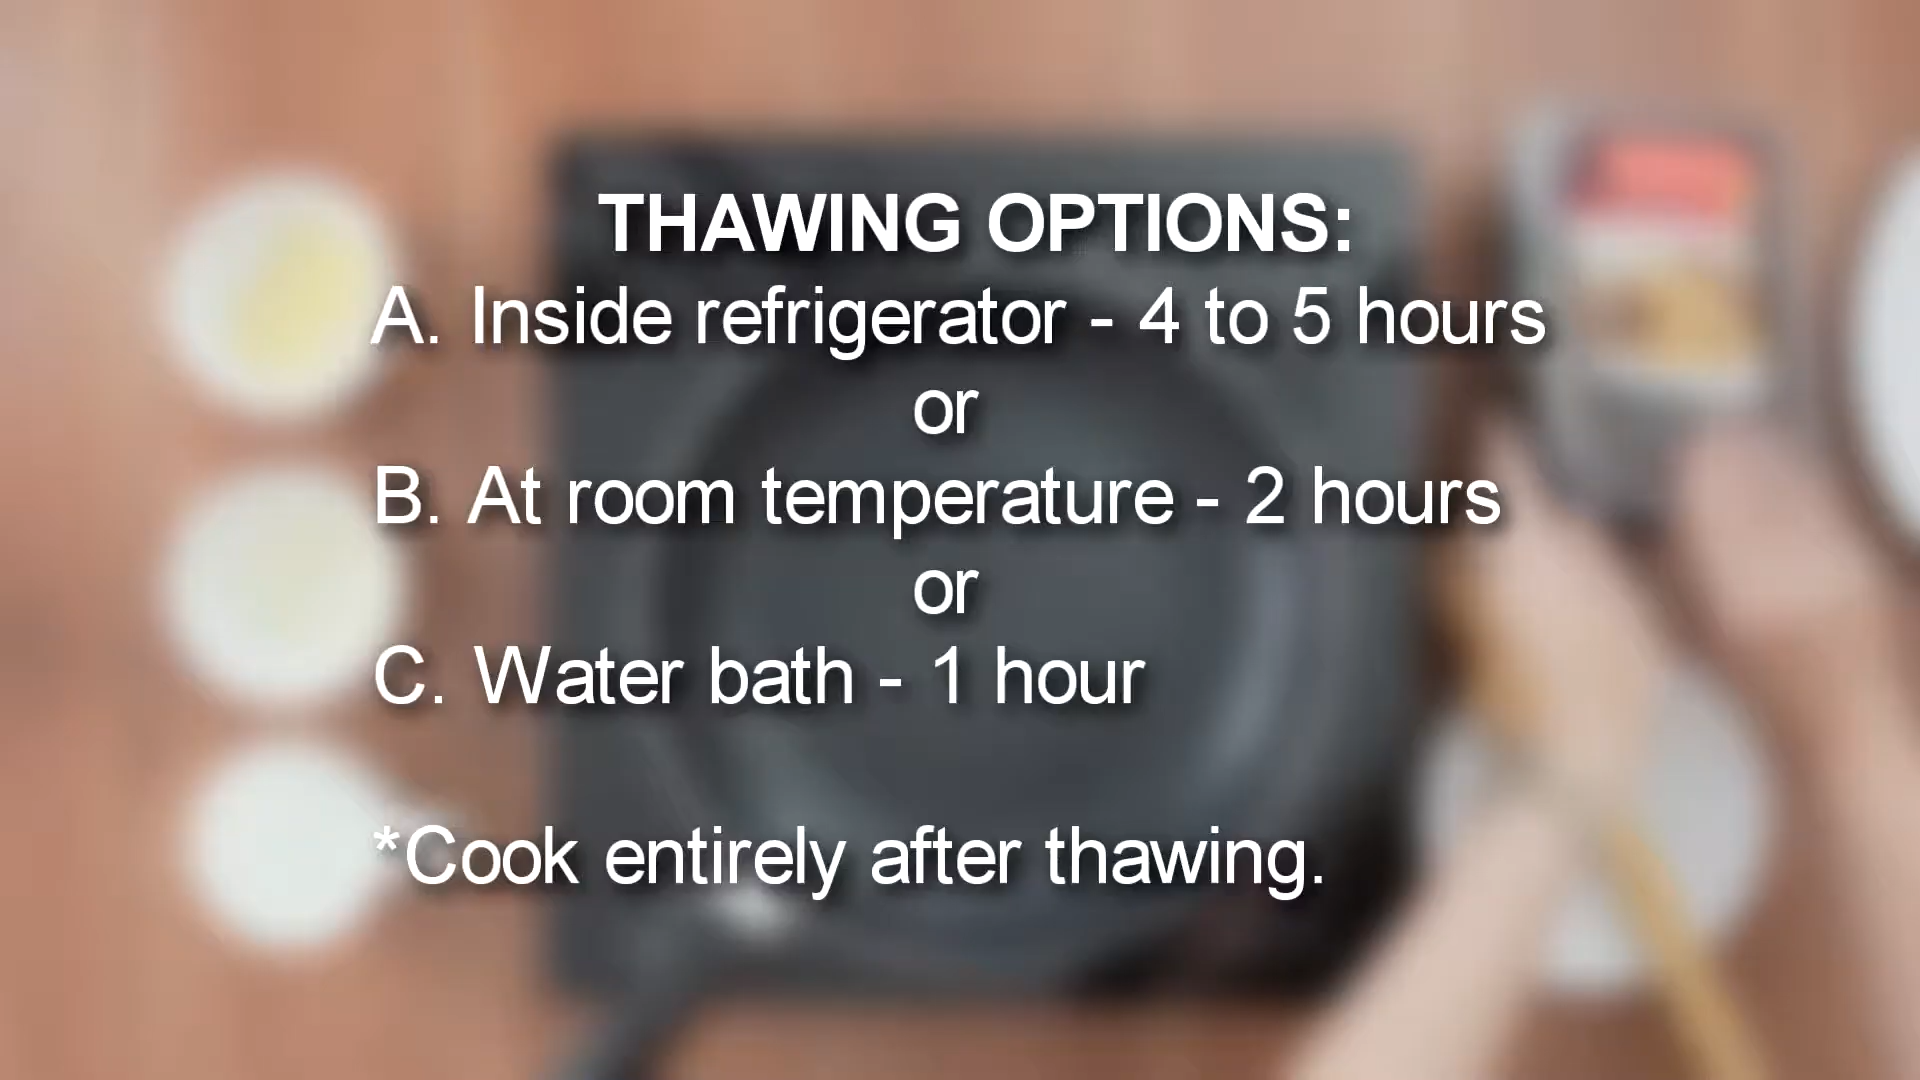 THAWING OPTIONS:
A. Inside refrigerator - 4 to 5 hours
or
B. At room temperature - 2 hours
or
C. Water bath - 1 hour
*Cook entirely after thawing.